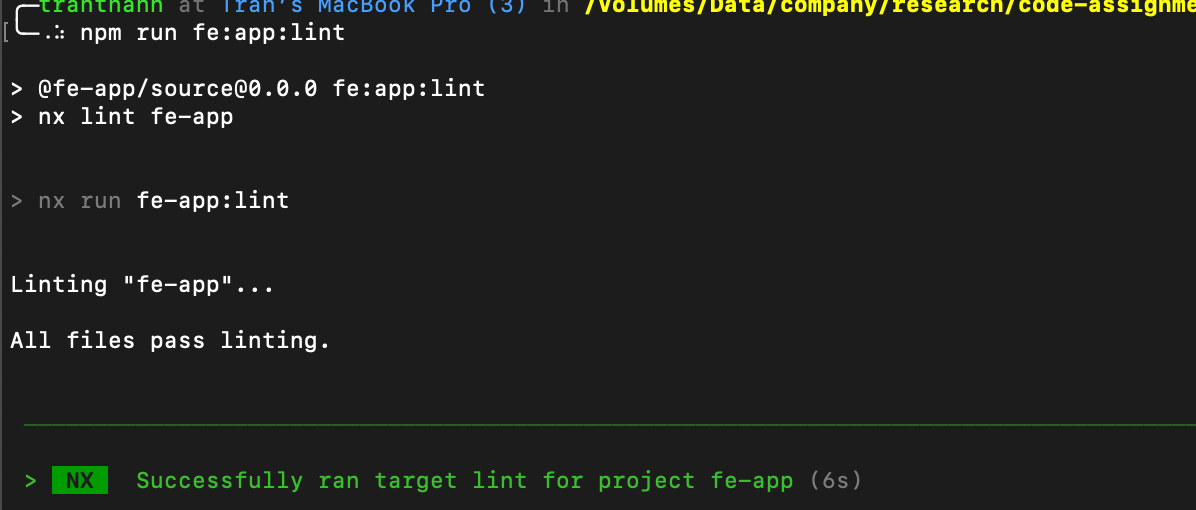 tranthanh at Tran's MacBook Pro (3) in /Volumes/Data/company/research/code-assignme
npm run fe:app:lint
> @fe-app/source@0.0.0 fe:app:lint
> nx lint fe-app
> nx run fe-app:lint
Linting "fe-app"...
All files pass linting.
> NX Successfully ran target lint for project fe-app (6s)